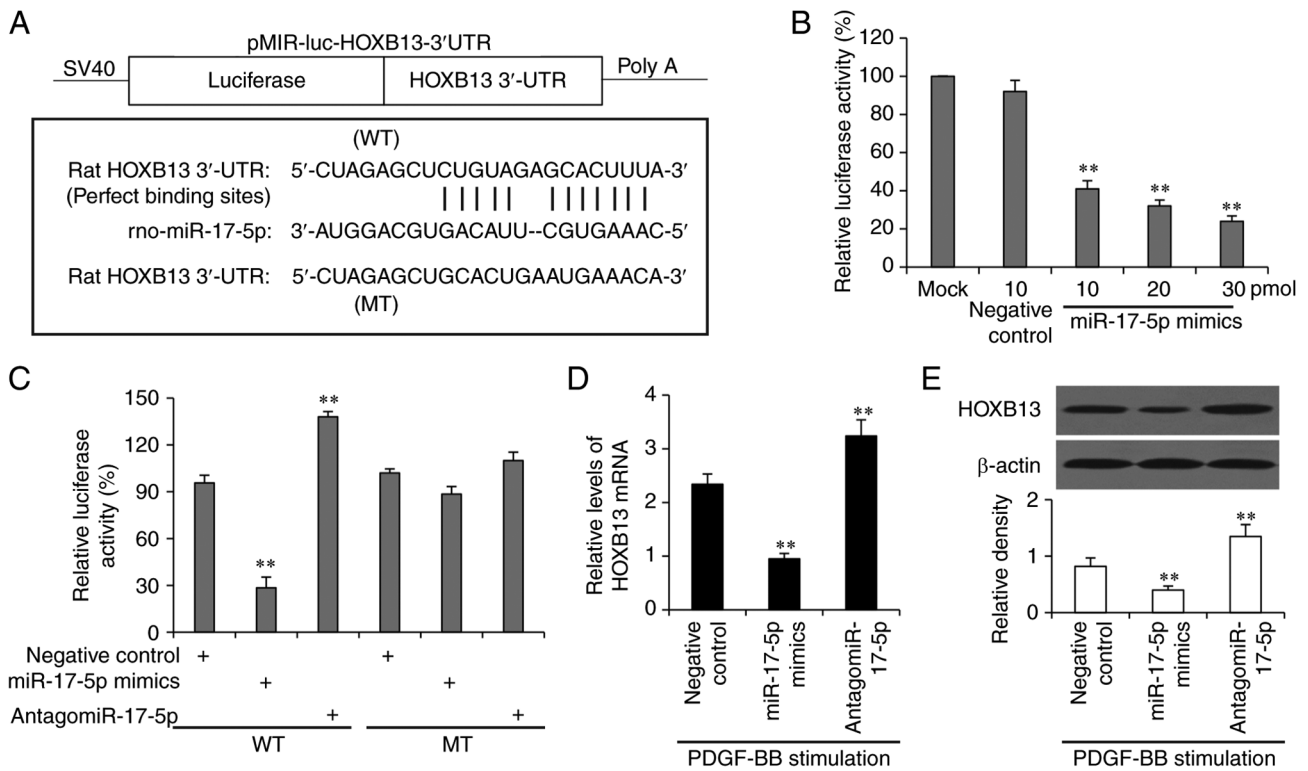 A
pMIR-luc-HOXB13-3′UTR
SV40 Luciferase HOXB13 3′-UTR Poly A
(WT)
Rat HOXB13 3′-UTR: 5′-CUAGAGCUCUGUAGAGCACUUUA-3′
(Perfect binding sites)
rno-miR-17-5p: 3′-AUGGACGUGACAUU--CGUGAAAC-5′
Rat HOXB13 3′-UTR: 5′-CUAGAGCUGCACUGAAUGAAACA-3′
(MT)
B
Relative luciferase activity (%)
120
100
80
60
40
20
0
** ** **
Mock 10 10 20 30 pmol
Negative control
miR-17-5p mimics
C
Relative luciferase activity (%)
150
120
90
60
30
0
** **
Negative control + +
miR-17-5p mimics + +
AntagomiR-17-5p + +
WT MT
D
Relative levels of HOXB13 mRNA
4
3
2
1
0
** **
Negative control
miR-17-5p mimics
AntagomiR-17-5p
PDGF-BB stimulation
E
HOXB13
β-actin
Relative density
2
1
0
** **
Negative control
miR-17-5p mimics
AntagomiR-17-5p
PDGF-BB stimulation